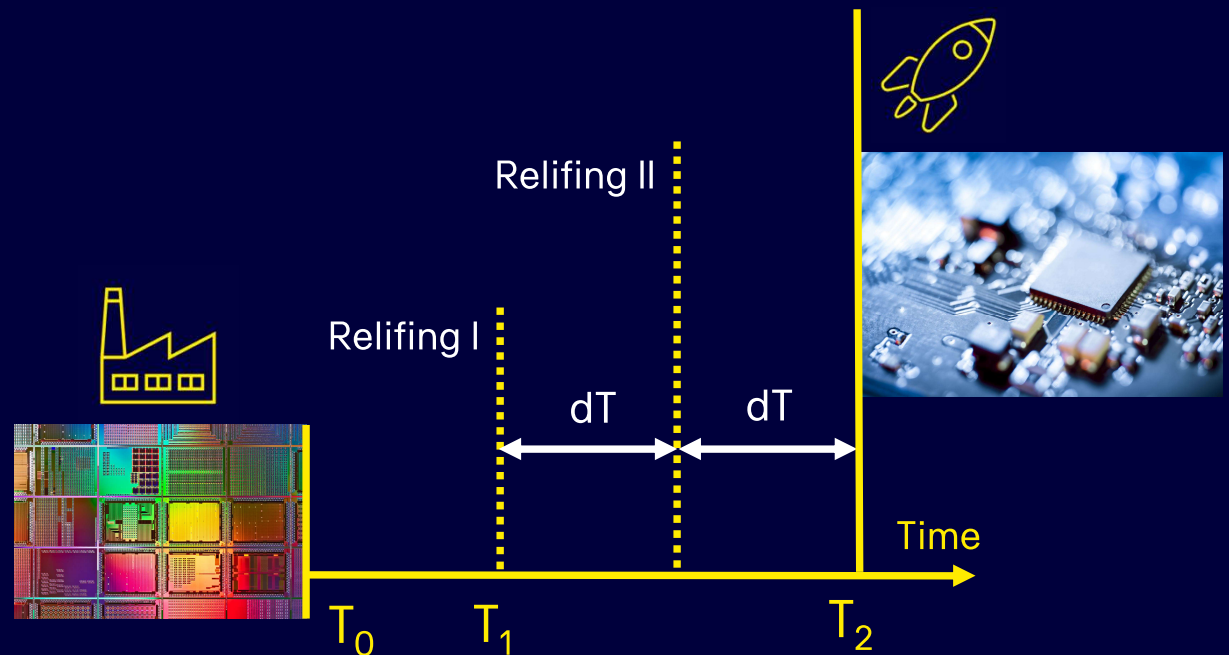 Relifing II
Relifing I
dT dT
Time
T₀ T₁ T₂